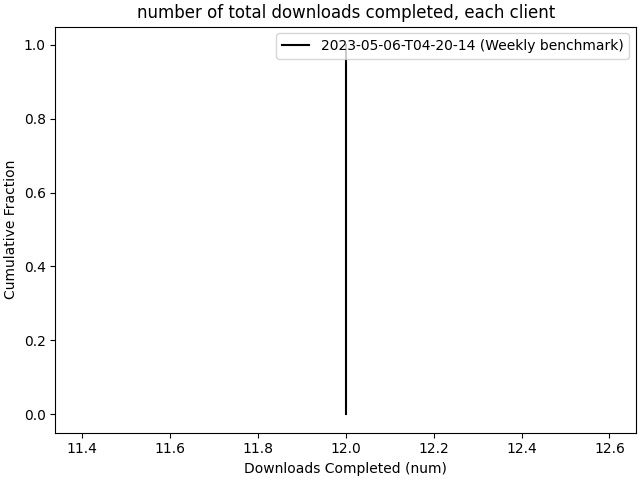 number of total downloads completed, each client
2023-05-06-T04-20-14 (Weekly benchmark)
Cumulative Fraction
1.0
0.8
0.6
0.4
0.2
0.0
11.4 11.6 11.8 12.0 12.2 12.4 12.6
Downloads Completed (num)